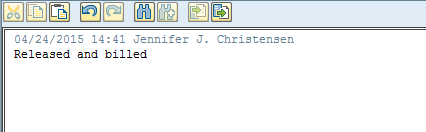 04/24/2015 14:41 Jennifer J. Christensen
Released and billed